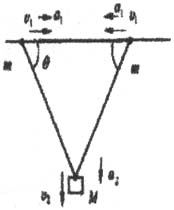 v₁ a₁ a₁ v₁
m θ m
a₂
v₂ M